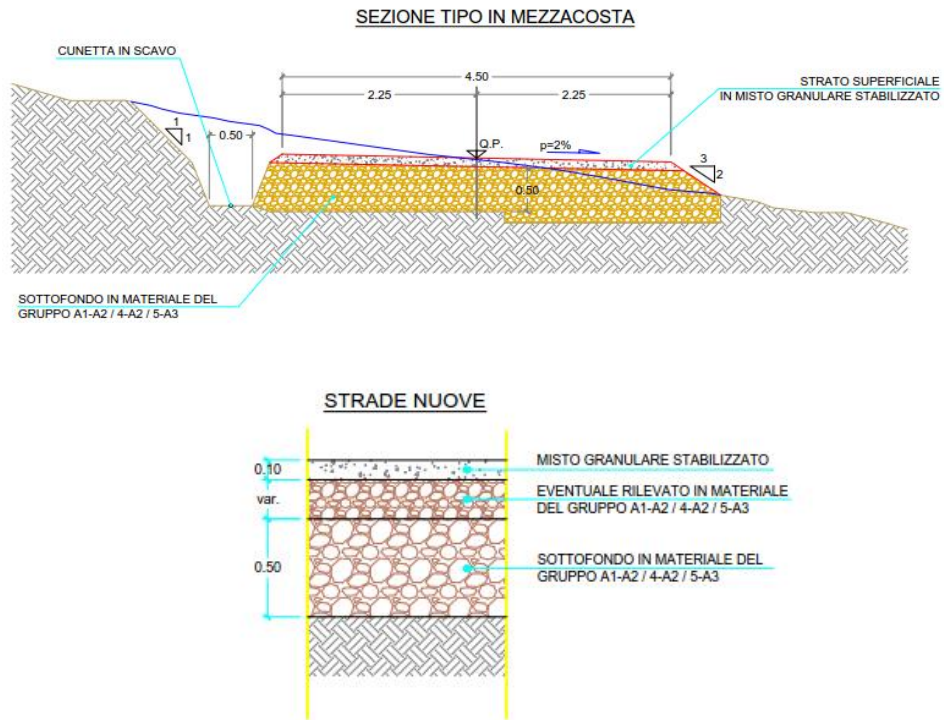 SEZIONE TIPO IN MEZZACOSTA
CUNETTA IN SCAVO
4.50
2.25
2.25
STRATO SUPERFICIALE
IN MISTO GRANULARE STABILIZZATO
1
1
0.50
Q.P.
p=2%
3
2
0.50
SOTTOFONDO IN MATERIALE DEL
GRUPPO A1-A2 / 4-A2 / 5-A3
STRADE NUOVE
0.10
MISTO GRANULARE STABILIZZATO
var.
EVENTUALE RILEVATO IN MATERIALE
DEL GRUPPO A1-A2 / 4-A2 / 5-A3
0.50
SOTTOFONDO IN MATERIALE DEL
GRUPPO A1-A2 / 4-A2 / 5-A3